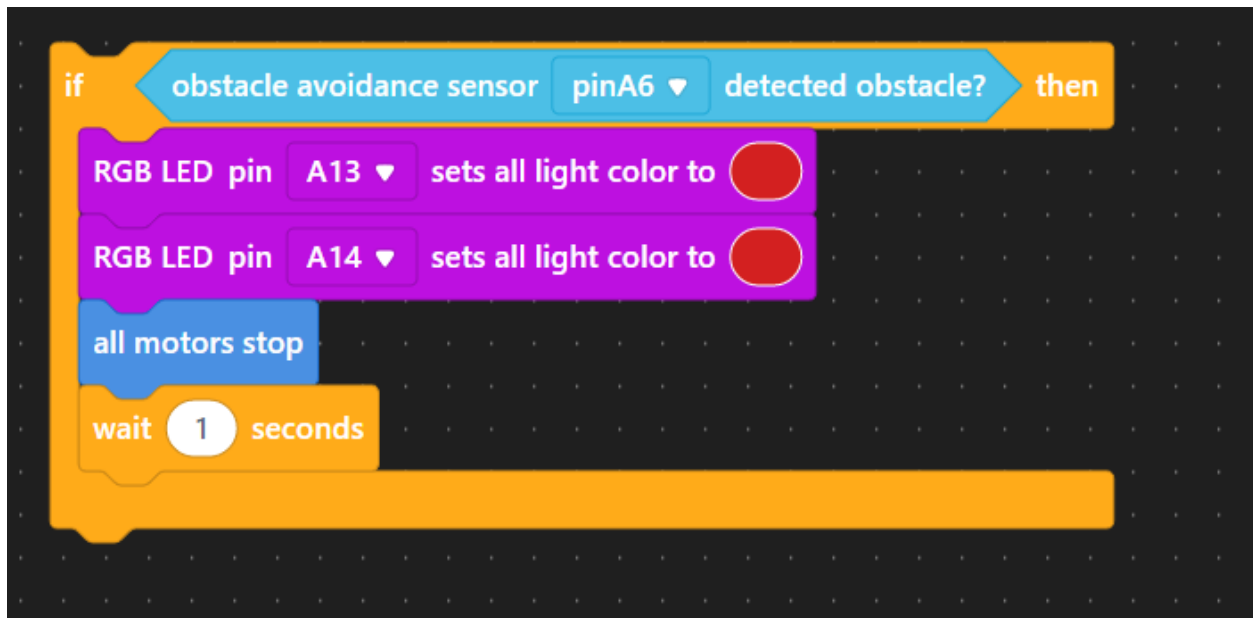 if obstacle avoidance sensor pinA6 detected obstacle? then
RGB LED pin A13 sets all light color to
RGB LED pin A14 sets all light color to
all motors stop
wait 1 seconds